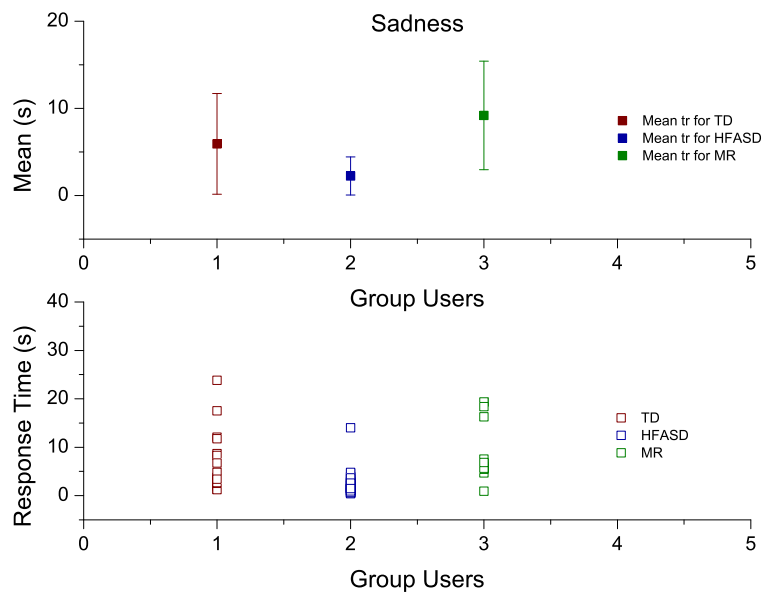 Sadness
20
10
0
Mean (s)
Mean tr for TD
Mean tr for HFASD
Mean tr for MR
0 1 2 3 4 5
Group Users
40
30
20
10
0
Response Time (s)
TD
HFASD
MR
0 1 2 3 4 5
Group Users